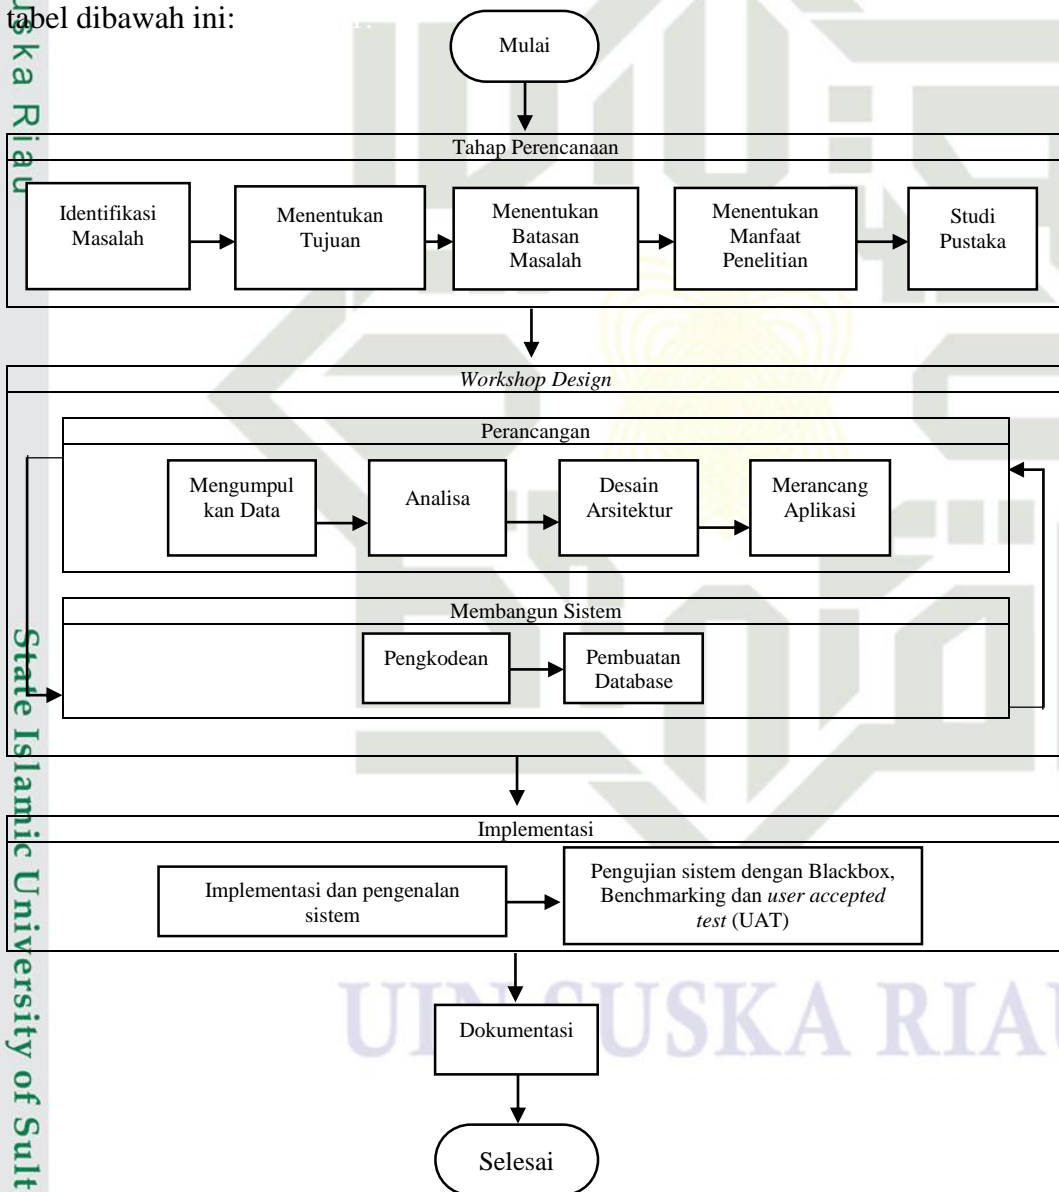 tabel dibawah ini:
Mulai
Tahap Perencanaan
Identifikasi
Masalah
Menentukan
Tujuan
Menentukan
Batasan
Masalah
Menentukan
Manfaat
Penelitian
Studi
Pustaka
Workshop Design
Perancangan
Mengumpul
kan Data
Analisa
Desain
Arsitektur
Merancang
Aplikasi
Membangun Sistem
Pengkodean
Pembuatan
Database
Implementasi
Implementasi dan pengenalan
sistem
Pengujian sistem dengan Blackbox,
Benchmarking dan user accepted
test (UAT)
Dokumentasi
Selesai
uska Riau
State Islamic University of Sult
UIN SUSKA RIAU